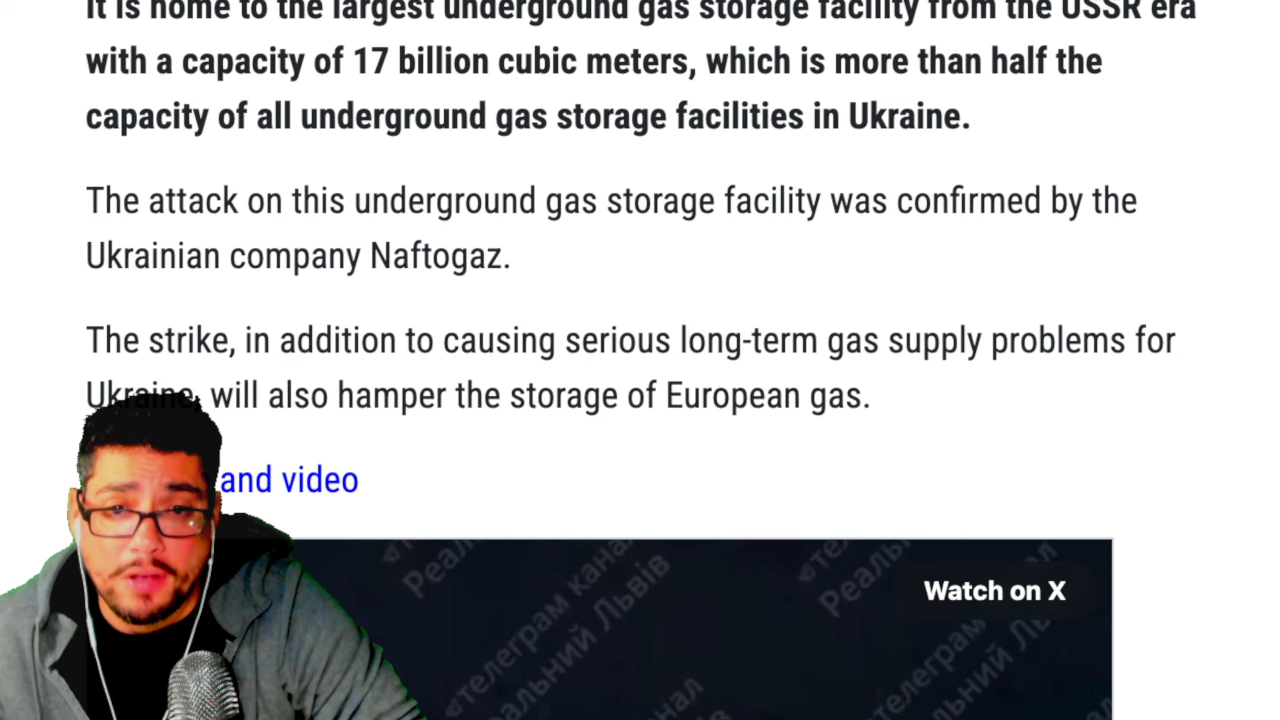 It is home to the largest underground gas storage facility from the USSR era
with a capacity of 17 billion cubic meters, which is more than half the
capacity of all underground gas storage facilities in Ukraine.
The attack on this underground gas storage facility was confirmed by the
Ukrainian company Naftogaz.
The strike, in addition to causing serious long-term gas supply problems for
Ukraine, will also hamper the storage of European gas.
and video
Watch on X
телеграм канал
Реальний Львів